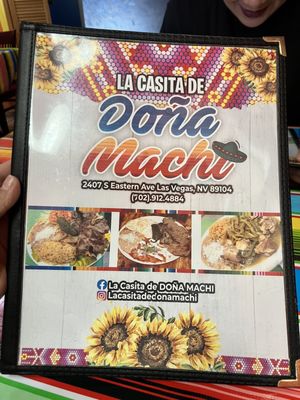 LA CASITA DE
Doña
Machi
2407 S Eastern Ave Las Vegas, NV 89104
(702).912.4884
La Casita de DOÑA MACHI
Lacasitadedonamachi